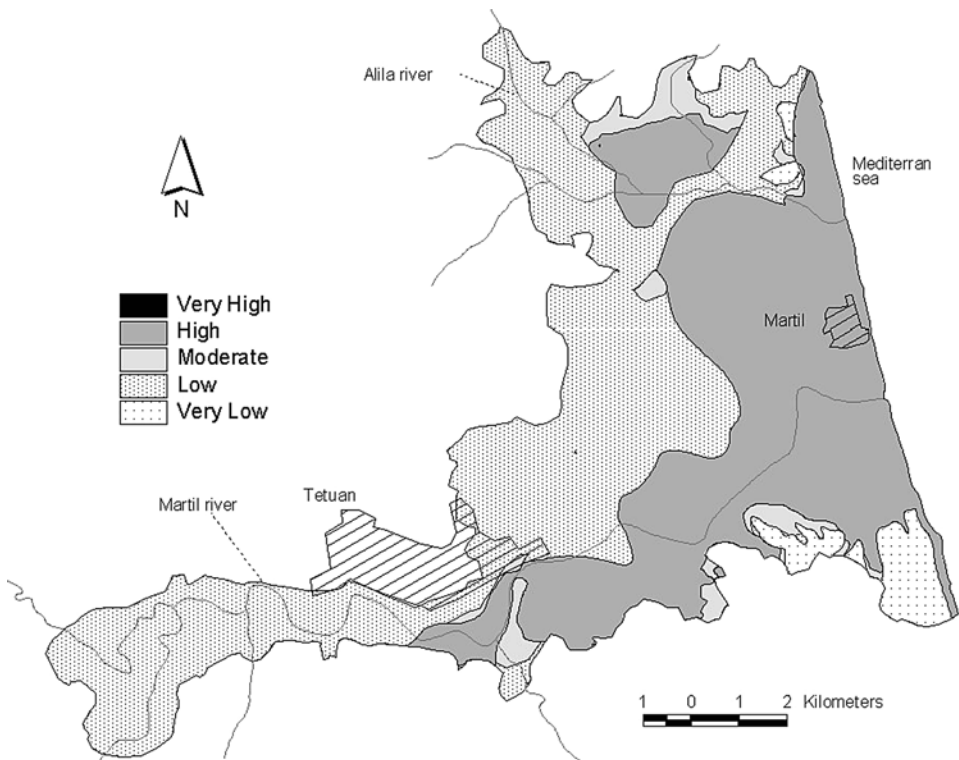 Alila river
Mediterran
sea
N
Very High
High
Moderate
Low
Very Low
Martil
Tetuan
Martil river
1 0 1 2 Kilometers